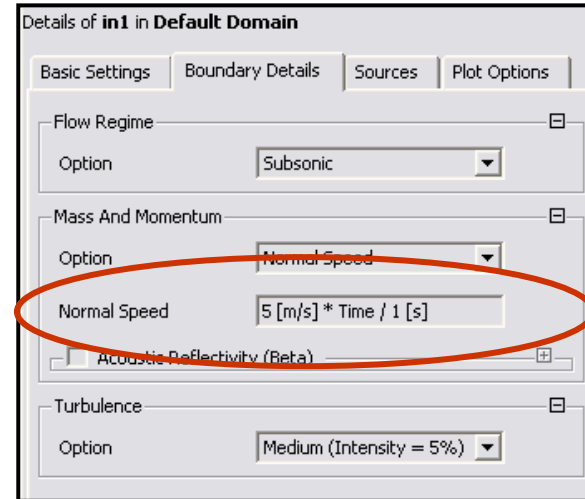 Details of in1 in Default Domain
Basic Settings Boundary Details Sources Plot Options
Flow Regime
Option Subsonic
Mass And Momentum
Option Normal Speed
Normal Speed 5 [m/s] * Time / 1 [s]
Acoustic Reflectivity (Beta)
Turbulence
Option Medium (Intensity = 5%)